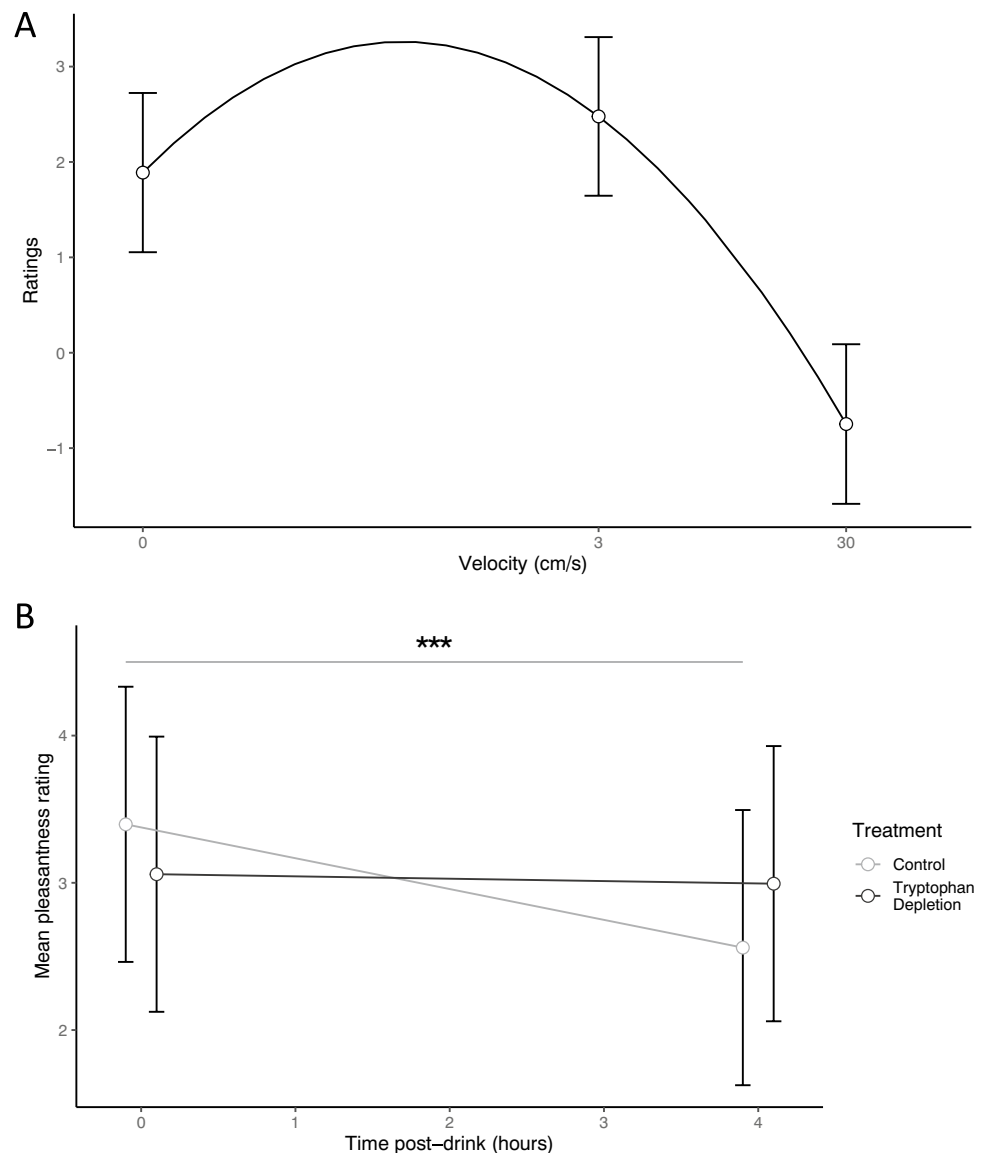 A
3
2
1
0
−1
Ratings
0 3 30
Velocity (cm/s)
B
***
4
3
2
Mean pleasantness rating
0 1 2 3 4
Time post−drink (hours)
Treatment
Control
Tryptophan
Depletion